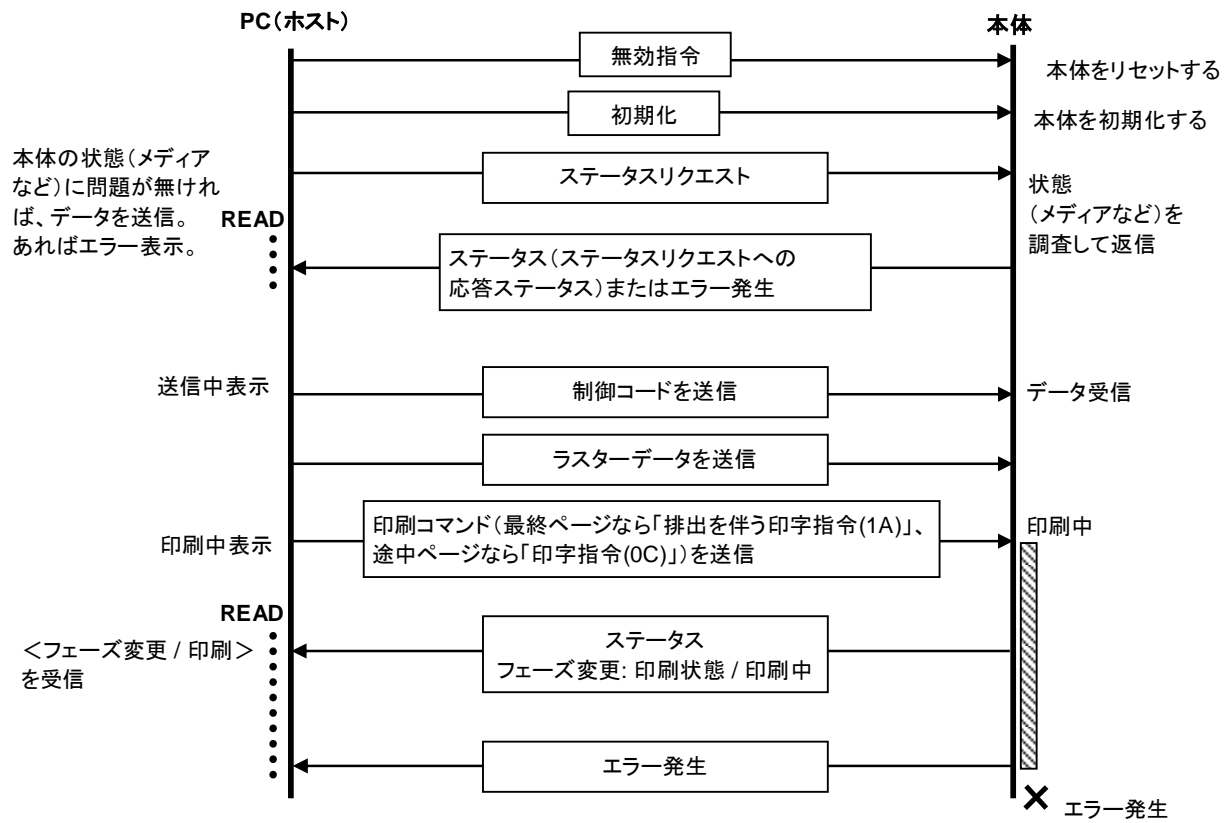 PC（ホスト）
本体
無効指令
本体をリセットする
初期化
本体を初期化する
本体の状態（メディア
など）に問題が無けれ
ば、データを送信。
あればエラー表示。
ステータスリクエスト
状態
（メディアなど）を
調査して返信
READ
ステータス（ステータスリクエストへの
応答ステータス）またはエラー発生
送信中表示
制御コードを送信
データ受信
ラスターデータを送信
印刷中表示
印刷コマンド（最終ページなら「排出を伴う印字指令(1A)」、
途中ページなら「印字指令(0C)」）を送信
印刷中
READ
＜フェーズ変更 / 印刷＞
を受信
ステータス
フェーズ変更: 印刷状態 / 印刷中
エラー発生
エラー発生